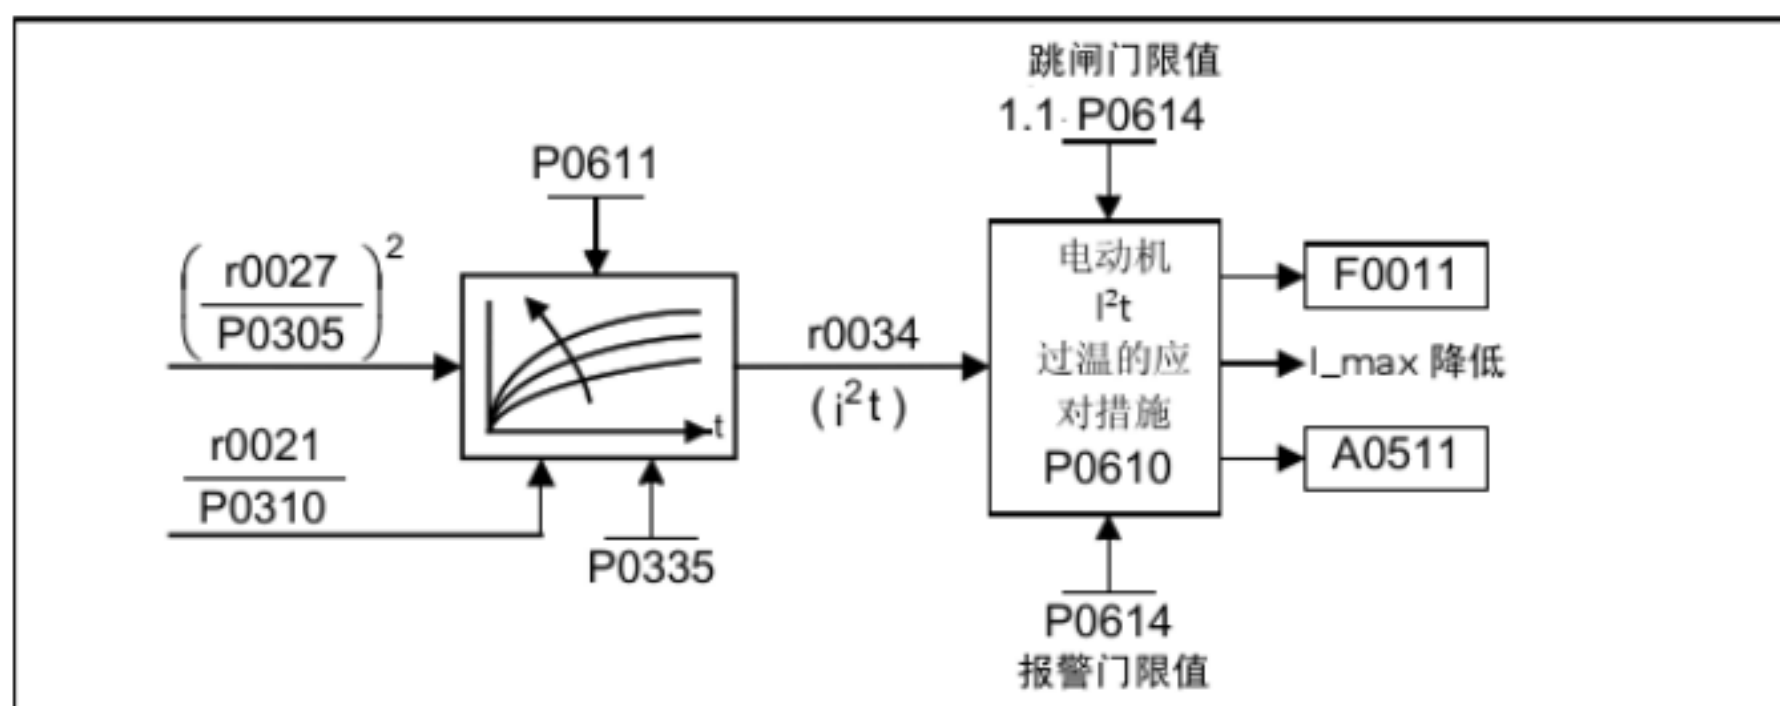 跳闸门限值
1.1 · P0614
P0611
(r0027
P0305)²
r0021
P0310
P0335
t
r0034
(i²t)
电动机
I²t
过温的应
对措施
P0610
F0011
I_max 降低
A0511
P0614
报警门限值